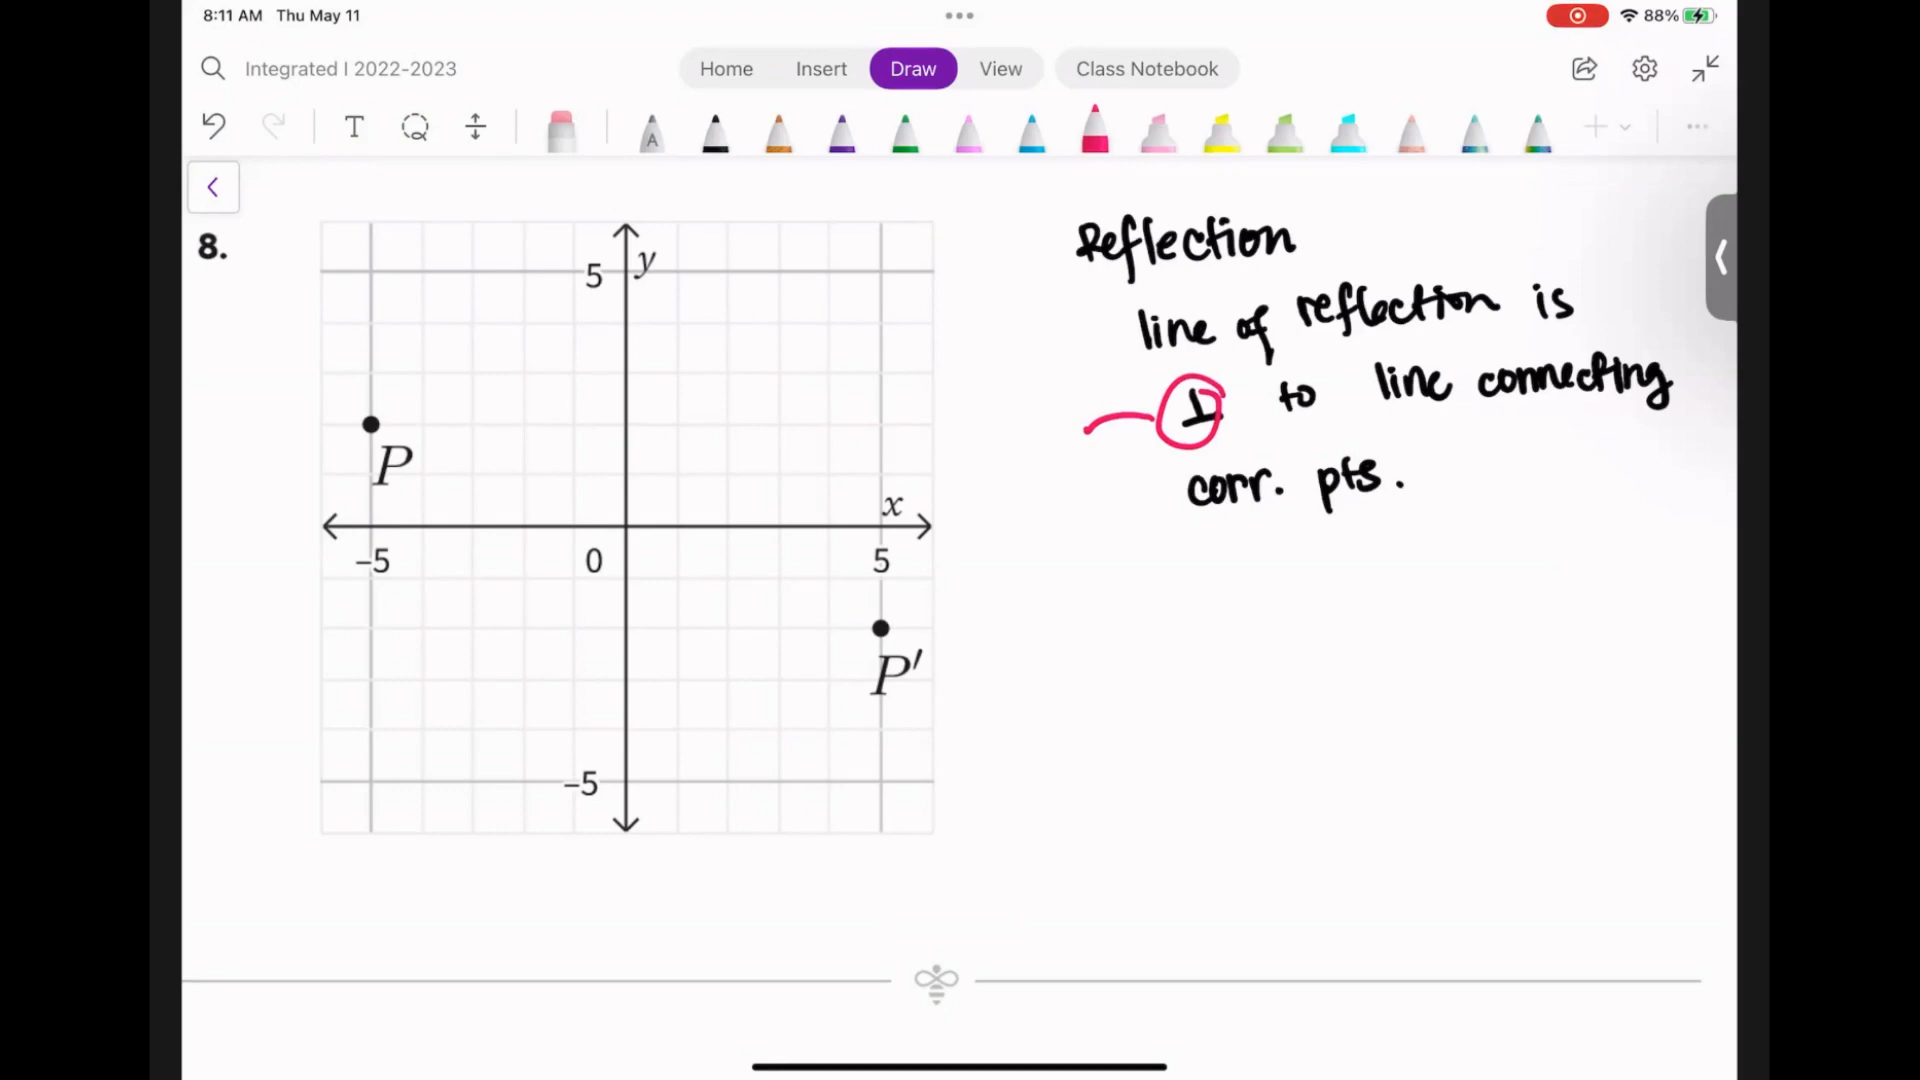 8:11 AM Thu May 11
88%
Integrated I 2022-2023
Home Insert Draw View Class Notebook
T
A
8.
y
5
P
x
-5 0 5
P'
-5
Reflection
line of reflection is
⊥ to line connecting
corr. pts.